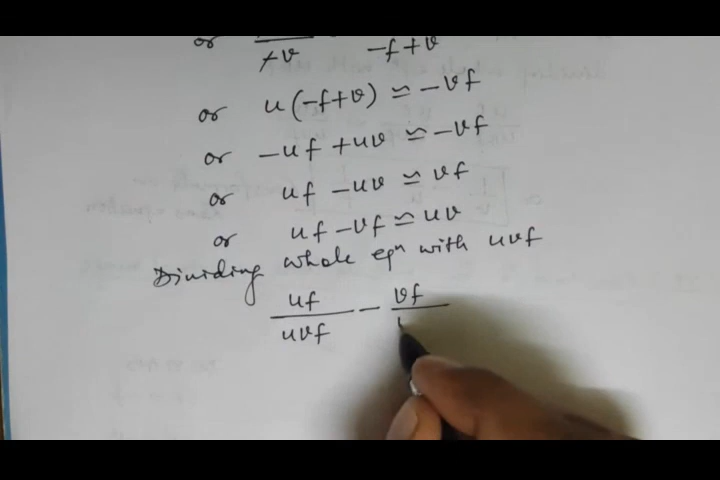 or /+v -f+v
or u(-f+v) ≃ -vf
or -uf +uv ≃ -vf
or uf -uv ≃ vf
or uf -vf ≃ uv
Dividing whole eqn with uvf
uf/uvf - vf/